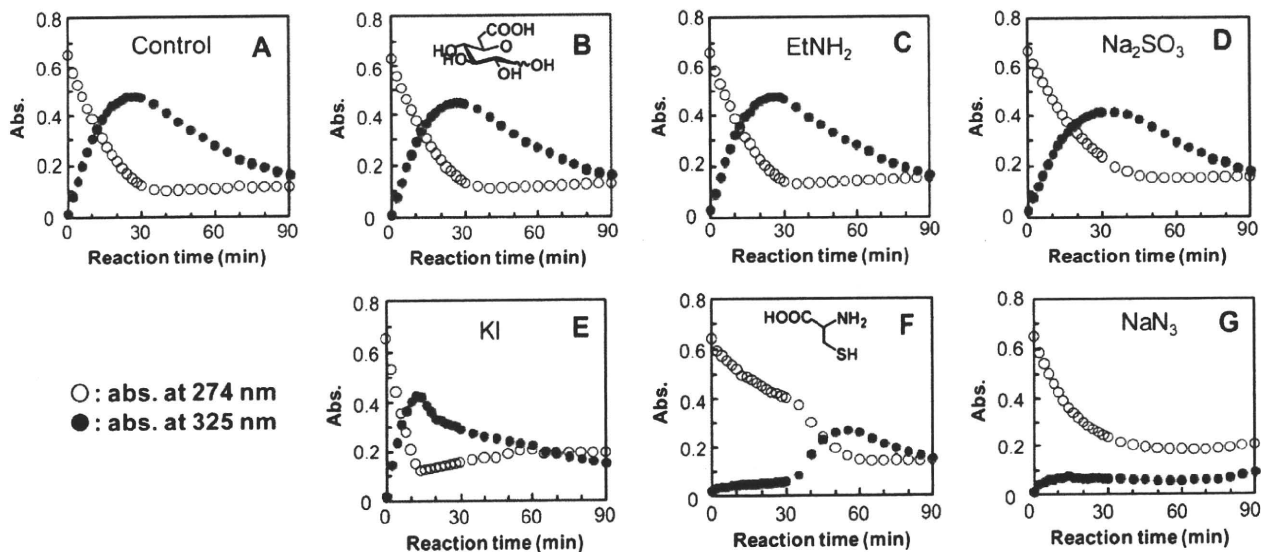 Control A
COOH
HO
HO
O
OH
OH
B
EtNH₂ C
Na₂SO₃ D
0.8
0.6
0.4
0.2
0
Abs.
0 30 60 90
Reaction time (min)
0.8
0.6
0.4
0.2
0
Abs.
0 30 60 90
Reaction time (min)
0.8
0.6
0.4
0.2
0
Abs.
0 30 60 90
Reaction time (min)
0.8
0.6
0.4
0.2
0
Abs.
0 30 60 90
Reaction time (min)
○ : abs. at 274 nm
● : abs. at 325 nm
KI E
HOOC NH₂
SH
F
NaN₃ G
0.8
0.6
0.4
0.2
0
Abs.
0 30 60 90
Reaction time (min)
0.8
0.6
0.4
0.2
0
Abs.
0 30 60 90
Reaction time (min)
0.8
0.6
0.4
0.2
0
Abs.
0 30 60 90
Reaction time (min)